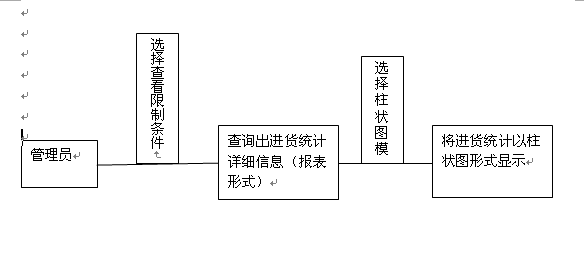 选择查看限制条件
选择柱状图模
管理员
查询出进货统计
详细信息（报表
形式）
将进货统计以柱
状图形式显示